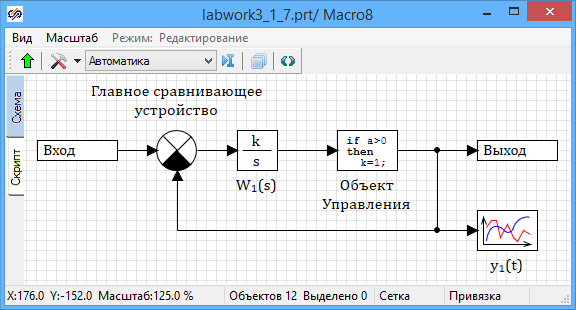 labwork3_1_7.prt/ Macro8
Вид Масштаб Режим: Редактирование
Автоматика
Схема
Скрипт
Главное сравнивающее
устройство
Вход
k
s
W₁(s)
if a>0
then
k=1;
Объект
Управления
Выход
y₁(t)
X:176.0 Y:-152.0 Масштаб:125.0 % Объектов 12 Выделено 0 Сетка Привязка